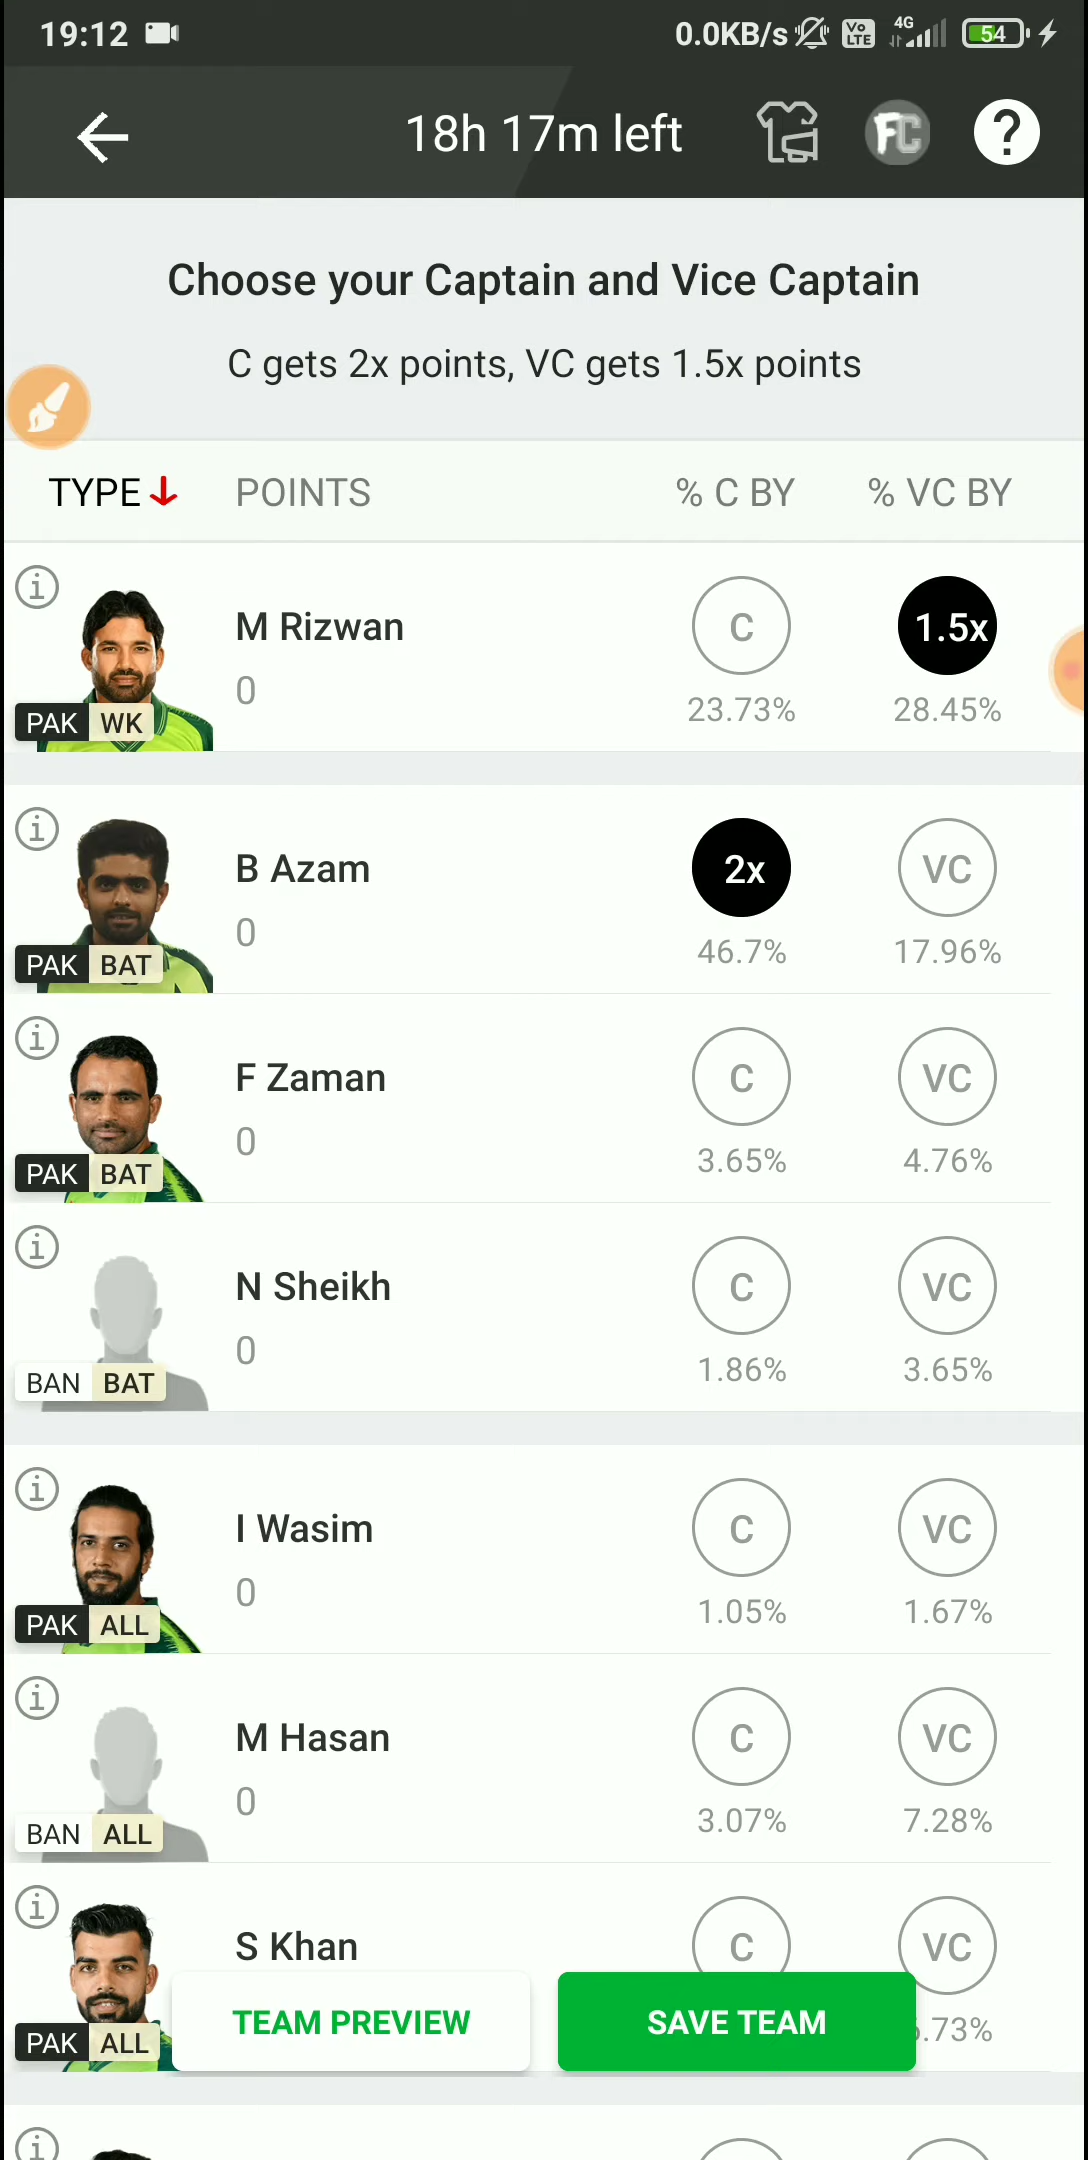 19:12 0.0KB/s Vo LTE 4G 54
18h 17m left FC ?
Choose your Captain and Vice Captain
C gets 2x points, VC gets 1.5x points
TYPE POINTS % C BY % VC BY
M Rizwan C 1.5x
0 23.73% 28.45%
PAK WK
B Azam 2x VC
0 46.7% 17.96%
PAK BAT
F Zaman C VC
0 3.65% 4.76%
PAK BAT
N Sheikh C VC
0 1.86% 3.65%
BAN BAT
I Wasim C VC
0 1.05% 1.67%
PAK ALL
M Hasan C VC
0 3.07% 7.28%
BAN ALL
S Khan C VC
TEAM PREVIEW SAVE TEAM
PAK ALL